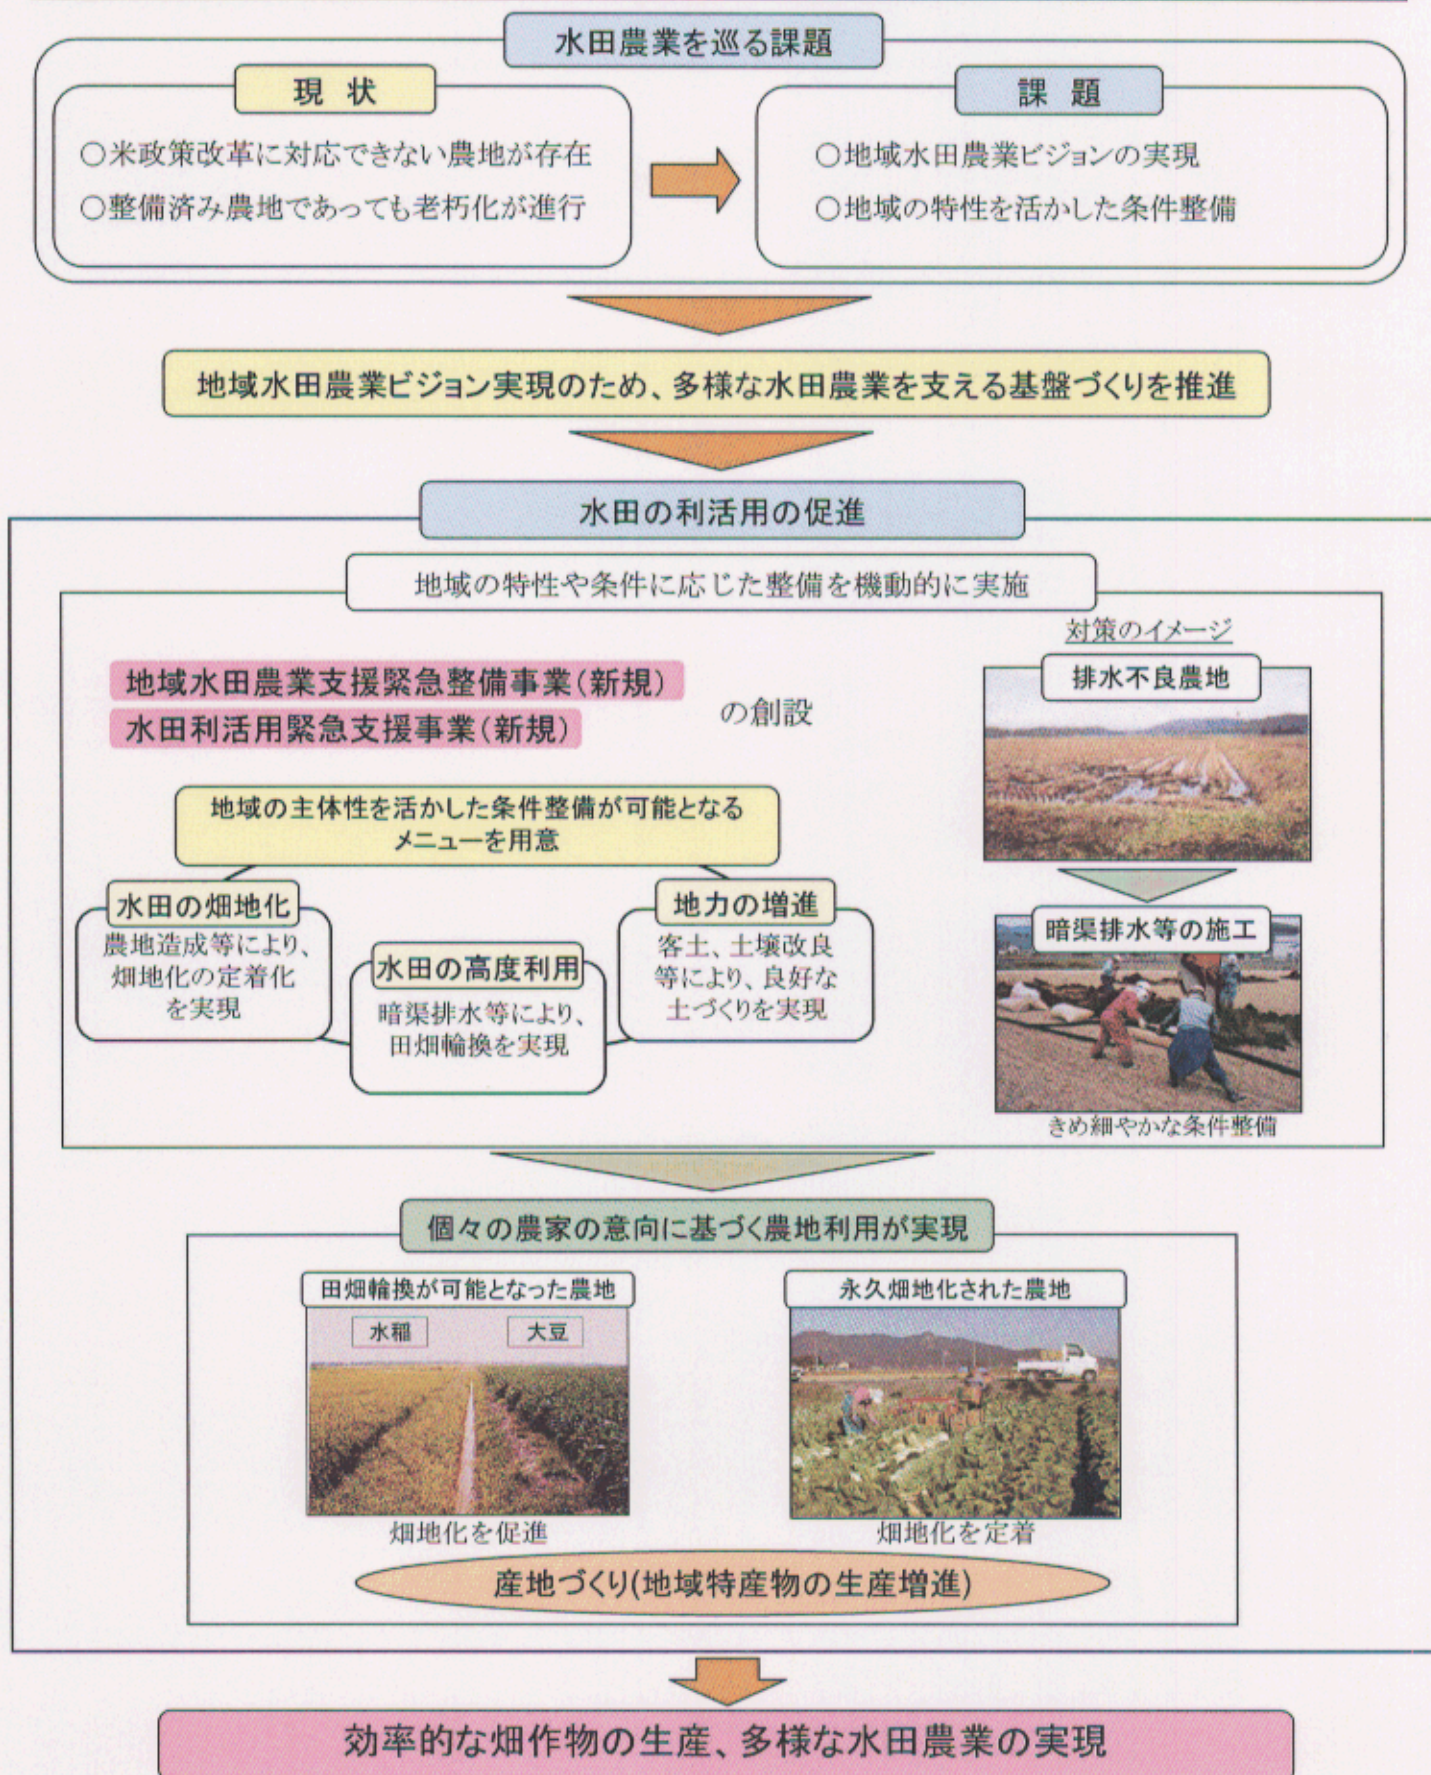 水田農業を巡る課題
現 状
○米政策改革に対応できない農地が存在
○整備済み農地であっても老朽化が進行
課 題
○地域水田農業ビジョンの実現
○地域の特性を活かした条件整備
地域水田農業ビジョン実現のため、多様な水田農業を支える基盤づくりを推進
水田の利活用の促進
地域の特性や条件に応じた整備を機動的に実施
地域水田農業支援緊急整備事業(新規)
水田利活用緊急支援事業(新規)
の創設
地域の主体性を活かした条件整備が可能となる
メニューを用意
水田の畑地化
農地造成等により、
畑地化の定着化
を実現
水田の高度利用
暗渠排水等により、
田畑輪換を実現
地力の増進
客土、土壌改良
等により、良好な
土づくりを実現
対策のイメージ
排水不良農地
暗渠排水等の施工
きめ細やかな条件整備
個々の農家の意向に基づく農地利用が実現
田畑輪換が可能となった農地
水稲
大豆
畑地化を促進
永久畑地化された農地
畑地化を定着
産地づくり(地域特産物の生産増進)
効率的な畑作物の生産、多様な水田農業の実現